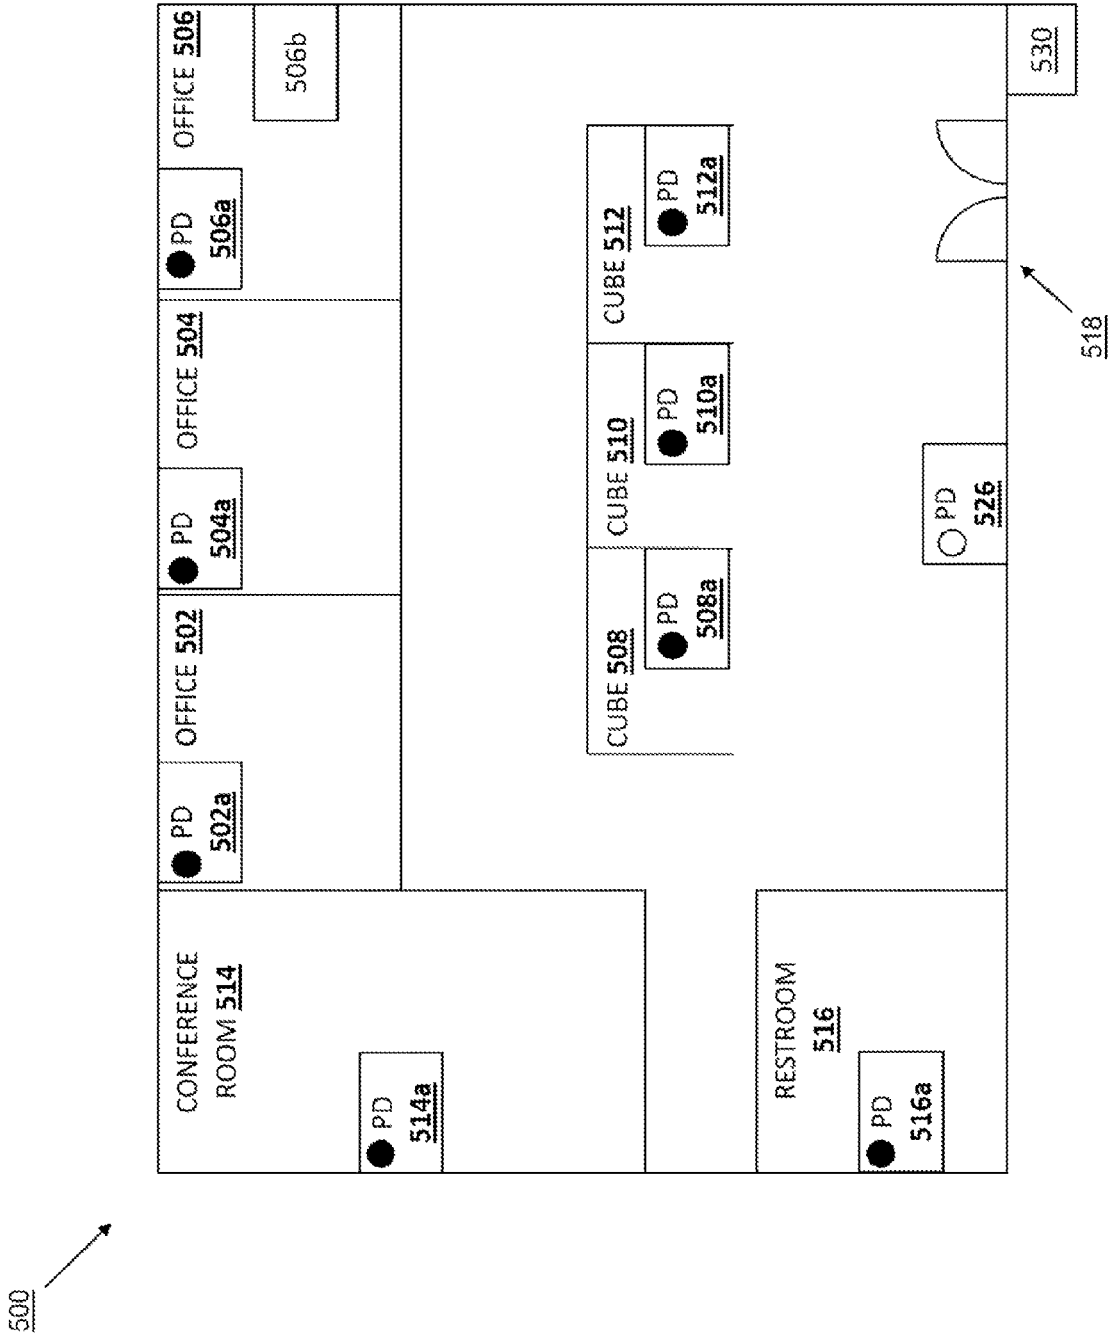 500
CONFERENCE
ROOM 514
PD
514a
OFFICE 502
PD
502a
OFFICE 504
PD
504a
OFFICE 506
PD
506a
506b
CUBE 508
PD
508a
CUBE 510
PD
510a
CUBE 512
PD
512a
RESTROOM
516
PD
516a
PD
526
518
530